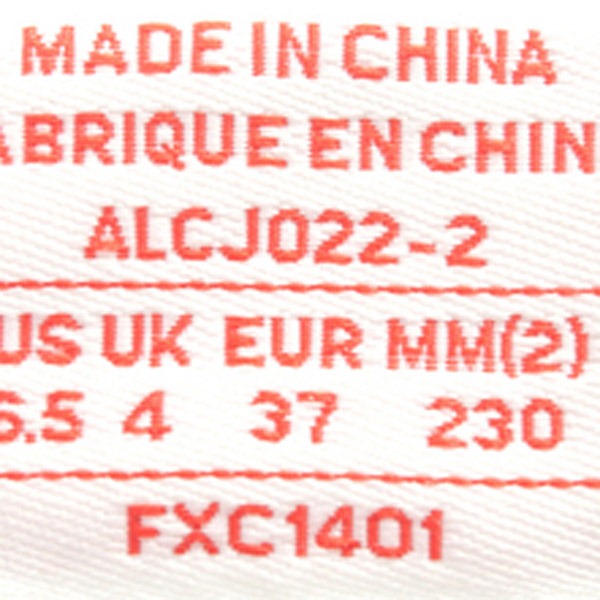 MADE IN CHINA
ABRIQUE EN CHIN
ALCJ022-2
US UK EUR MM(2)
6.5 4 37 230
FXC1401